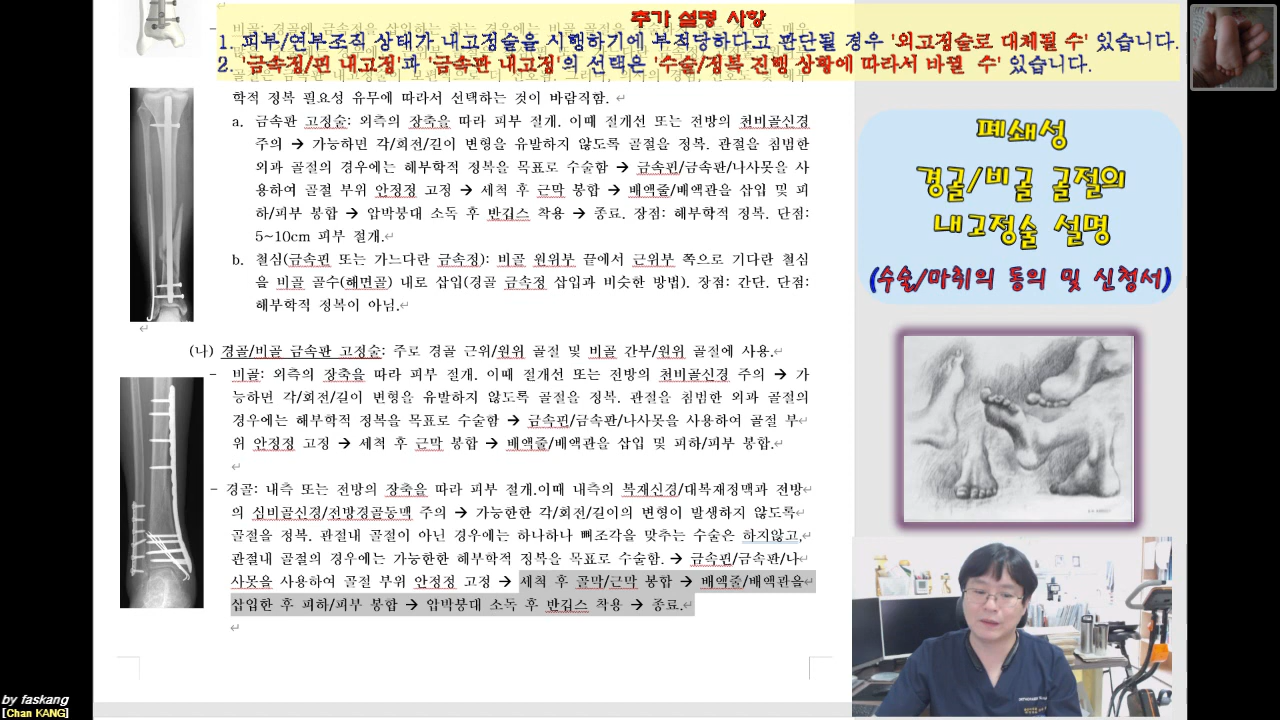 추가 설명 사항
1. 피부/연부조직 상태가 내고정술을 시행하기에 부적당하다고 판단될 경우 '외고정술로 대체될 수' 있습니다.
2. '금속정/핀 내고정'과 '금속판 내고정'의 선택은 '수술/정복 진행 상황에 따라서 바뀔 수' 있습니다.
학적 정복 필요성 유무에 따라서 선택하는 것이 바람직함.
a. 금속판 고정술: 외측의 장축을 따라 피부 절개. 이때 절개선 또는 전방의 천비골신경
주의 → 가능하면 각/회전/길이 변형을 유발하지 않도록 골절을 정복. 관절을 침범한
외과 골절의 경우에는 해부학적 정복을 목표로 수술함 → 금속핀/금속판/나사못을 사
용하여 골절 부위 안정정 고정 → 세척 후 근막 봉합 → 배액줄/배액관을 삽입 및 피
하/피부 봉합 → 압박붕대 소독 후 반깁스 착용 → 종료. 장점: 해부학적 정복. 단점:
5~10cm 피부 절개.
b. 철심(금속핀 또는 가느다란 금속정): 비골 원위부 끝에서 근위부 쪽으로 기다란 철심
을 비골 골수(해면골) 내로 삽입(경골 금속정 삽입과 비슷한 방법). 장점: 간단. 단점:
해부학적 정복이 아님.
(나) 경골/비골 금속판 고정술: 주로 경골 근위/원위 골절 및 비골 간부/원위 골절에 사용.
- 비골: 외측의 장축을 따라 피부 절개. 이때 절개선 또는 전방의 천비골신경 주의 → 가
능하면 각/회전/길이 변형을 유발하지 않도록 골절을 정복. 관절을 침범한 외과 골절의
경우에는 해부학적 정복을 목표로 수술함 → 금속핀/금속판/나사못을 사용하여 골절 부
위 안정정 고정 → 세척 후 근막 봉합 → 배액줄/배액관을 삽입 및 피하/피부 봉합.
- 경골: 내측 또는 전방의 장축을 따라 피부 절개.이때 내측의 복재신경/대복재정맥과 전방
의 심비골신경/전방경골동맥 주의 → 가능한한 각/회전/길이의 변형이 발생하지 않도록
골절을 정복. 관절내 골절이 아닌 경우에는 하나하나 뼈조각을 맞추는 수술은 하지않고,
관절내 골절의 경우에는 가능한한 해부학적 정복을 목표로 수술함. → 금속핀/금속판/나
사못을 사용하여 골절 부위 안정정 고정 → 세척 후 골막/근막 봉합 → 배액줄/배액관을
삽입한 후 피하/피부 봉합 → 압박붕대 소독 후 반깁스 착용 → 종료.
폐쇄성
경골/비골 골절의
내고정술 설명
(수술/마취의 동의 및 신청서)
by faskang
[Chan KANG]